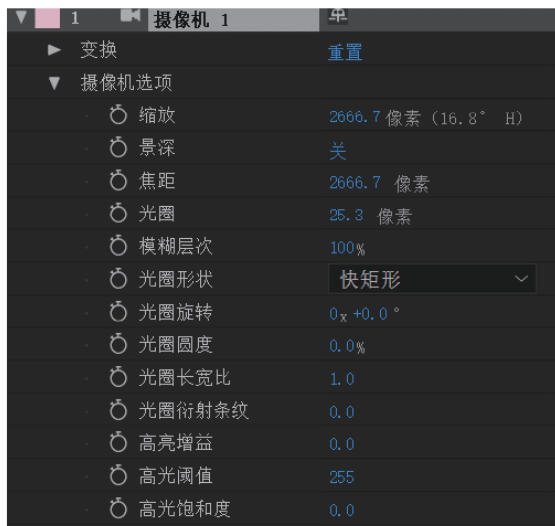 1 摄像机 1
变换 重置
摄像机选项
缩放 2666.7像素 (16.8° H)
景深 关
焦距 2666.7 像素
光圈 25.3 像素
模糊层次 100%
光圈形状 快矩形
光圈旋转 0x+0.0°
光圈圆度 0.0%
光圈长宽比 1.0
光圈衍射条纹 0.0
高亮增益 0.0
高光阈值 255
高光饱和度 0.0